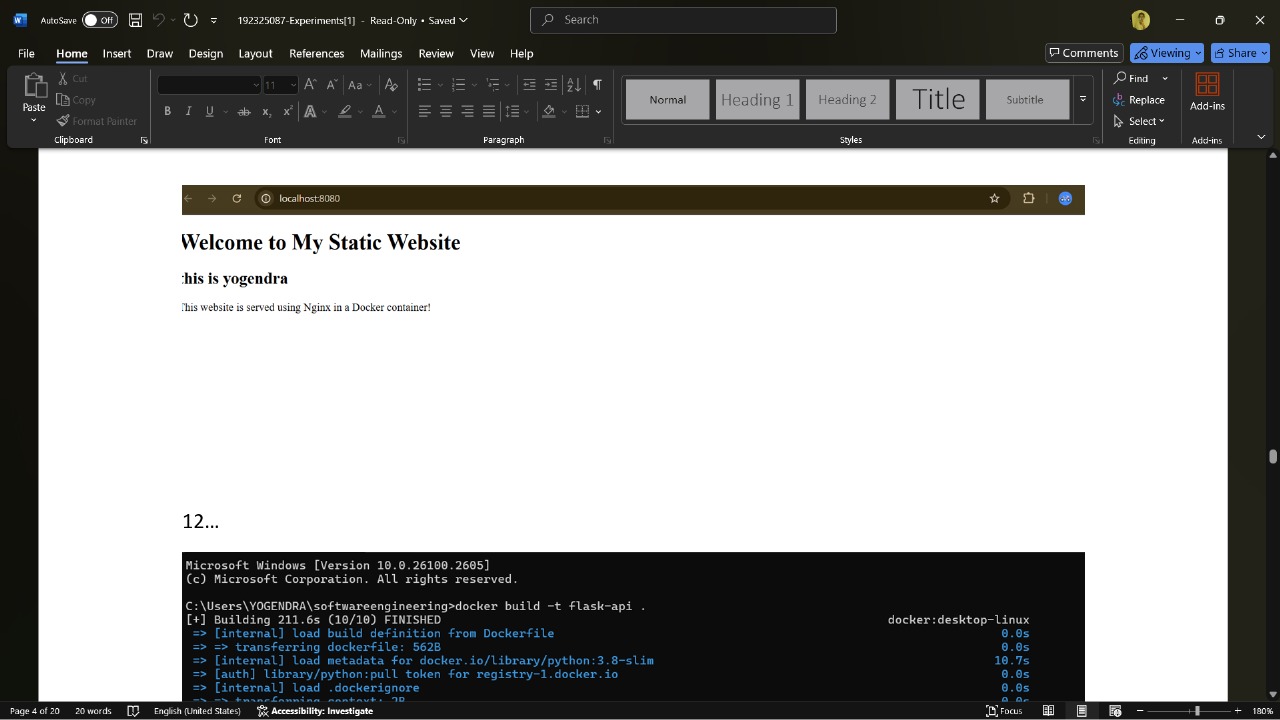 AutoSave Off 192325087-Experiments[1] - Read-Only • Saved Search
File Home Insert Draw Design Layout References Mailings Review View Help Comments Viewing Share
Paste Cut Copy Format Painter
11 Aa
Normal Heading 1 Heading 2 Title Subtitle
Find Replace Select Add-ins
Clipboard Font Paragraph Styles Editing Add-ins
localhost:8080
Welcome to My Static Website
this is yogendra
This website is served using Nginx in a Docker container!
12...
Microsoft Windows [Version 10.0.26100.2605]
(c) Microsoft Corporation. All rights reserved.
C:\Users\YOGENDRA\softwareengineering>docker build -t flask-api .
[+] Building 211.6s (10/10) FINISHED docker:desktop-linux
=> [internal] load build definition from Dockerfile 0.0s
=> => transferring dockerfile: 562B 0.0s
=> [internal] load metadata for docker.io/library/python:3.8-slim 10.7s
=> [auth] library/python:pull token for registry-1.docker.io 0.0s
=> [internal] load .dockerignore 0.0s
=> => transferring context: 2B 0.0s
Page 4 of 20 20 words English (United States) Accessibility: Investigate Focus 180%